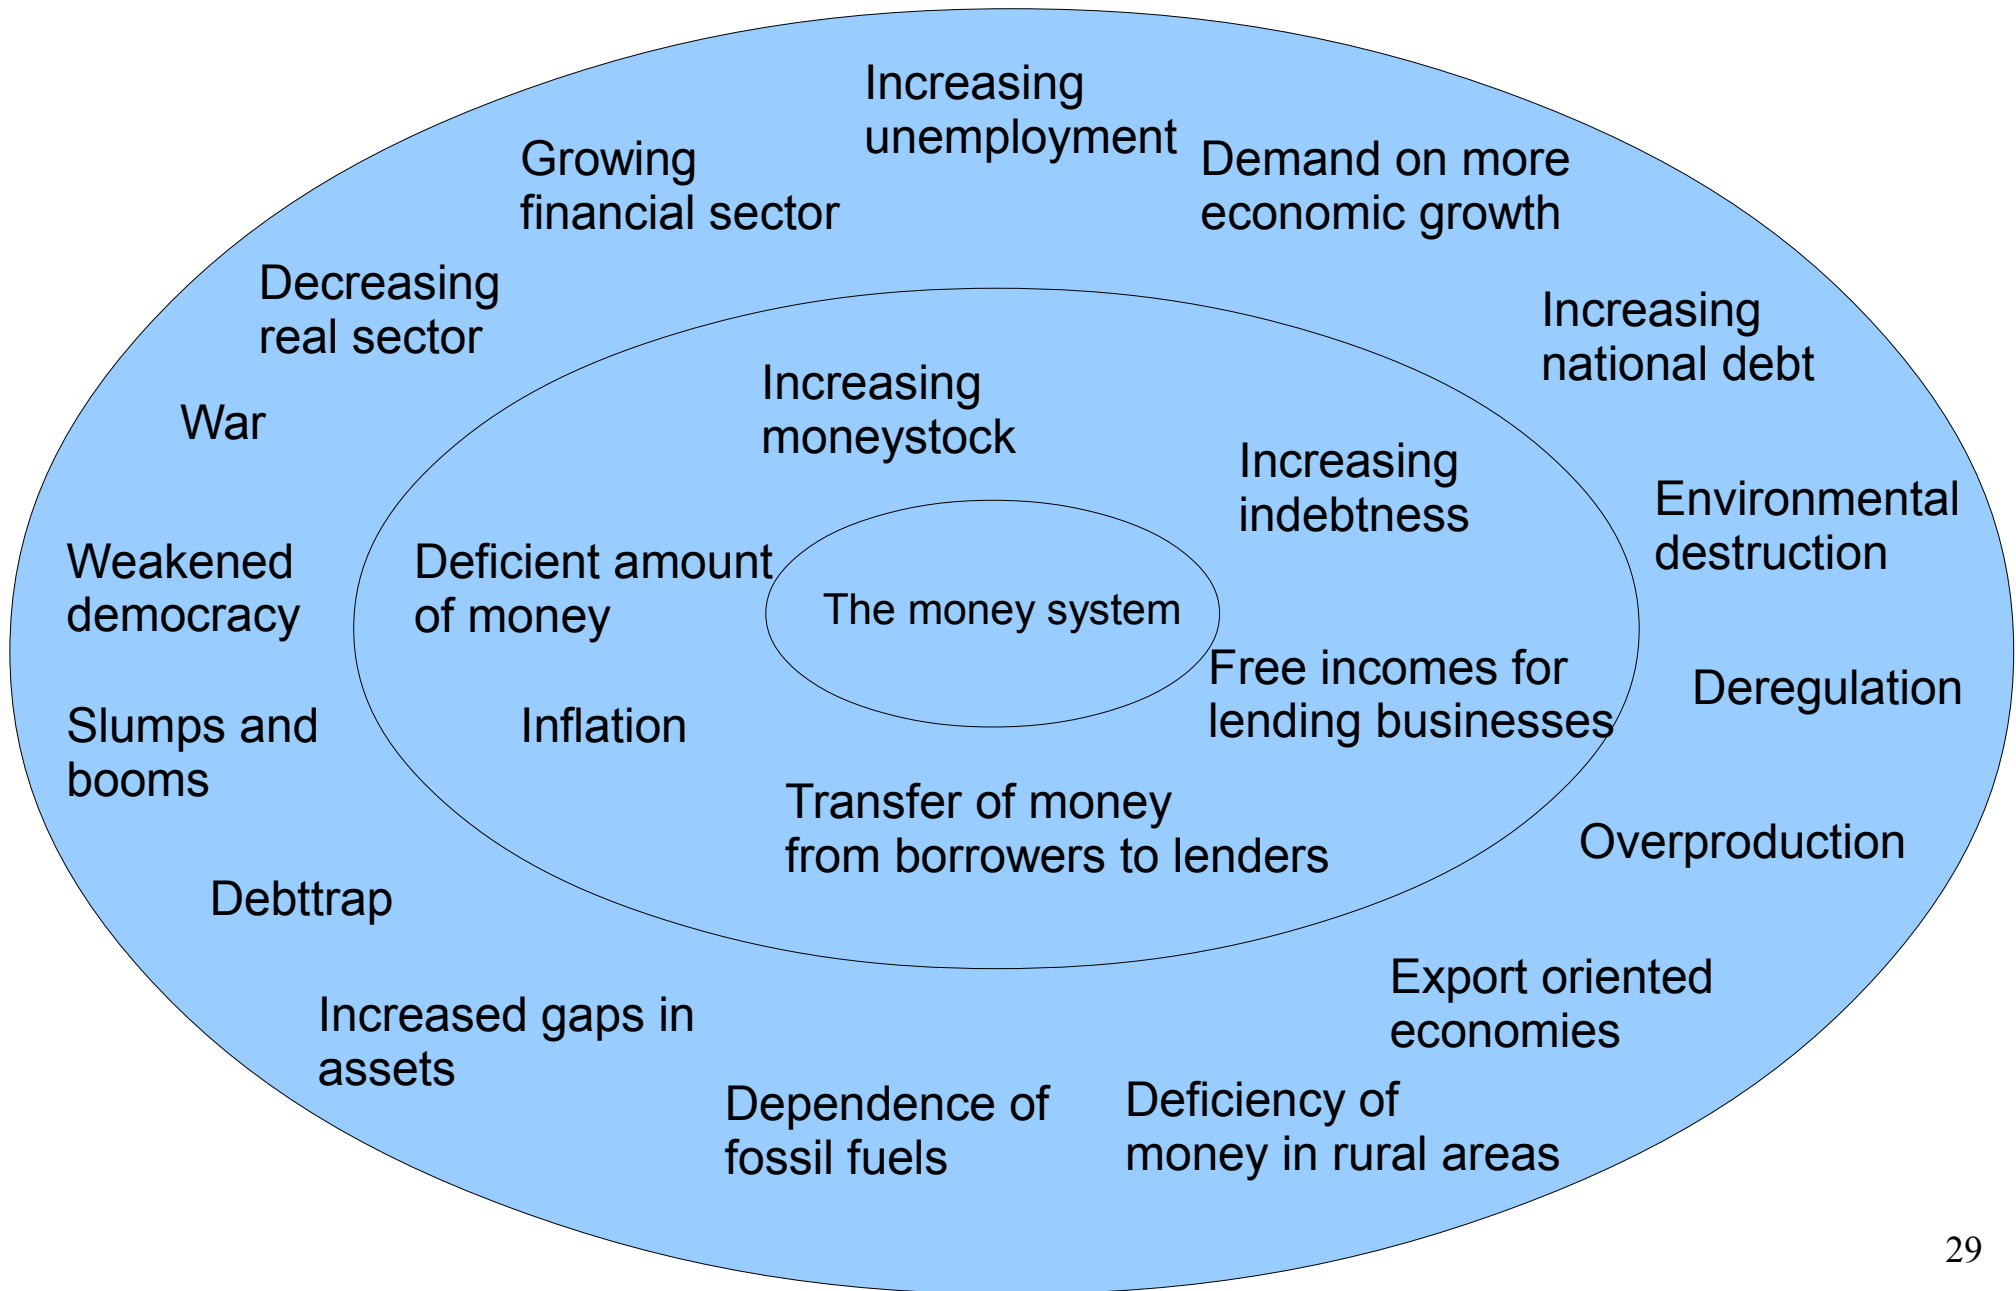 Increasing
unemployment
Growing
financial sector
Demand on more
economic growth
Decreasing
real sector
Increasing
national debt
War
Increasing
moneystock
Increasing
indebtness
Environmental
destruction
Weakened
democracy
Deficient amount
of money
The money system
Free incomes for
lending businesses
Deregulation
Slumps and
booms
Inflation
Transfer of money
from borrowers to lenders
Overproduction
Debttrap
Export oriented
economies
Increased gaps in
assets
Dependence of
fossil fuels
Deficiency of
money in rural areas
29